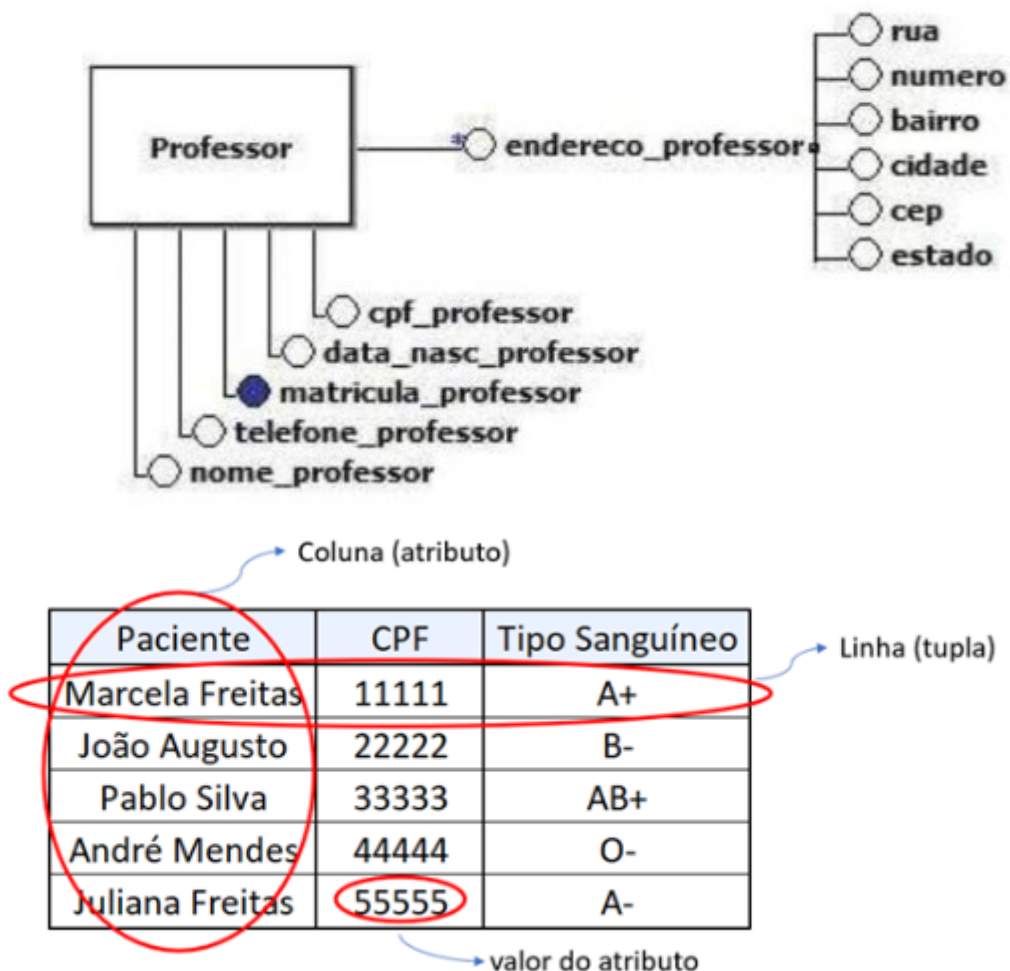 rua
numero
bairro
cidade
cep
estado
Professor
* endereco_professor
cpf_professor
data_nasc_professor
matricula_professor
telefone_professor
nome_professor
Coluna (atributo)
Paciente CPF Tipo Sanguíneo
Linha (tupla)
Marcela Freitas 11111 A+
João Augusto 22222 B-
Pablo Silva 33333 AB+
André Mendes 44444 O-
Juliana Freitas 55555 A-
valor do atributo